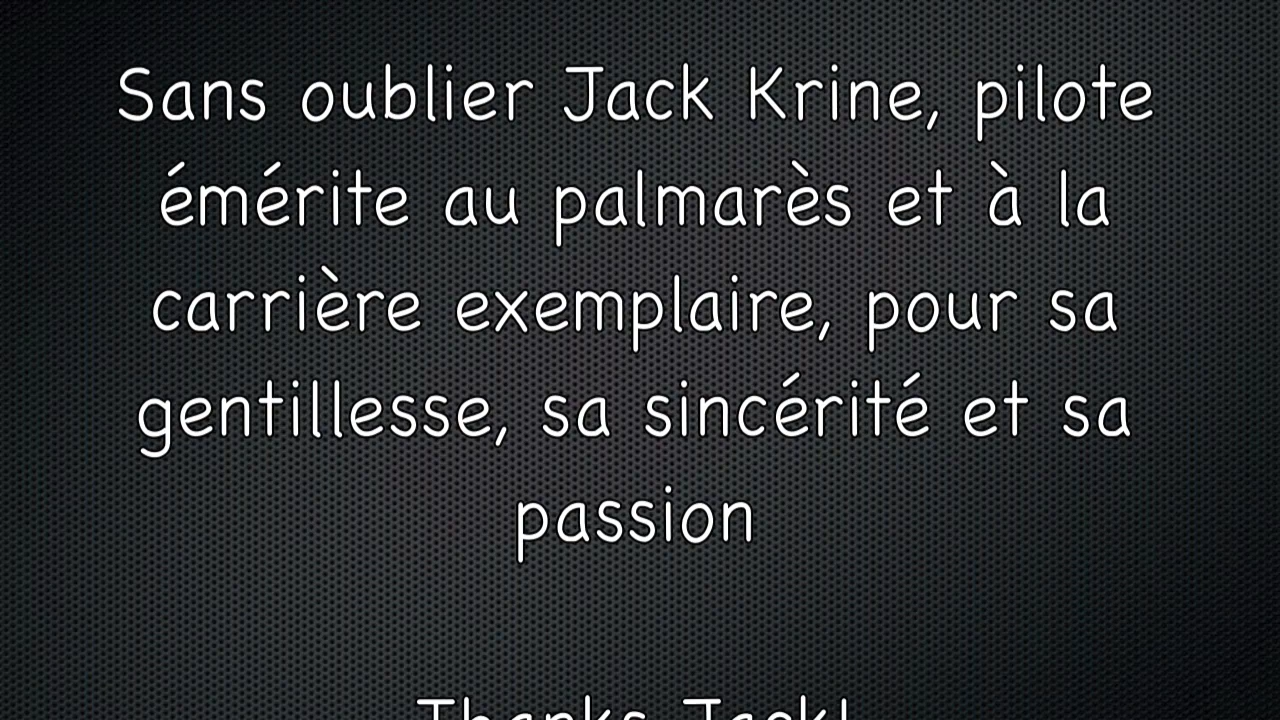 Sans oublier Jack Krine, pilote
émérite au palmarès et à la
carrière exemplaire, pour sa
gentillesse, sa sincérité et sa
passion
Thanks Jack!